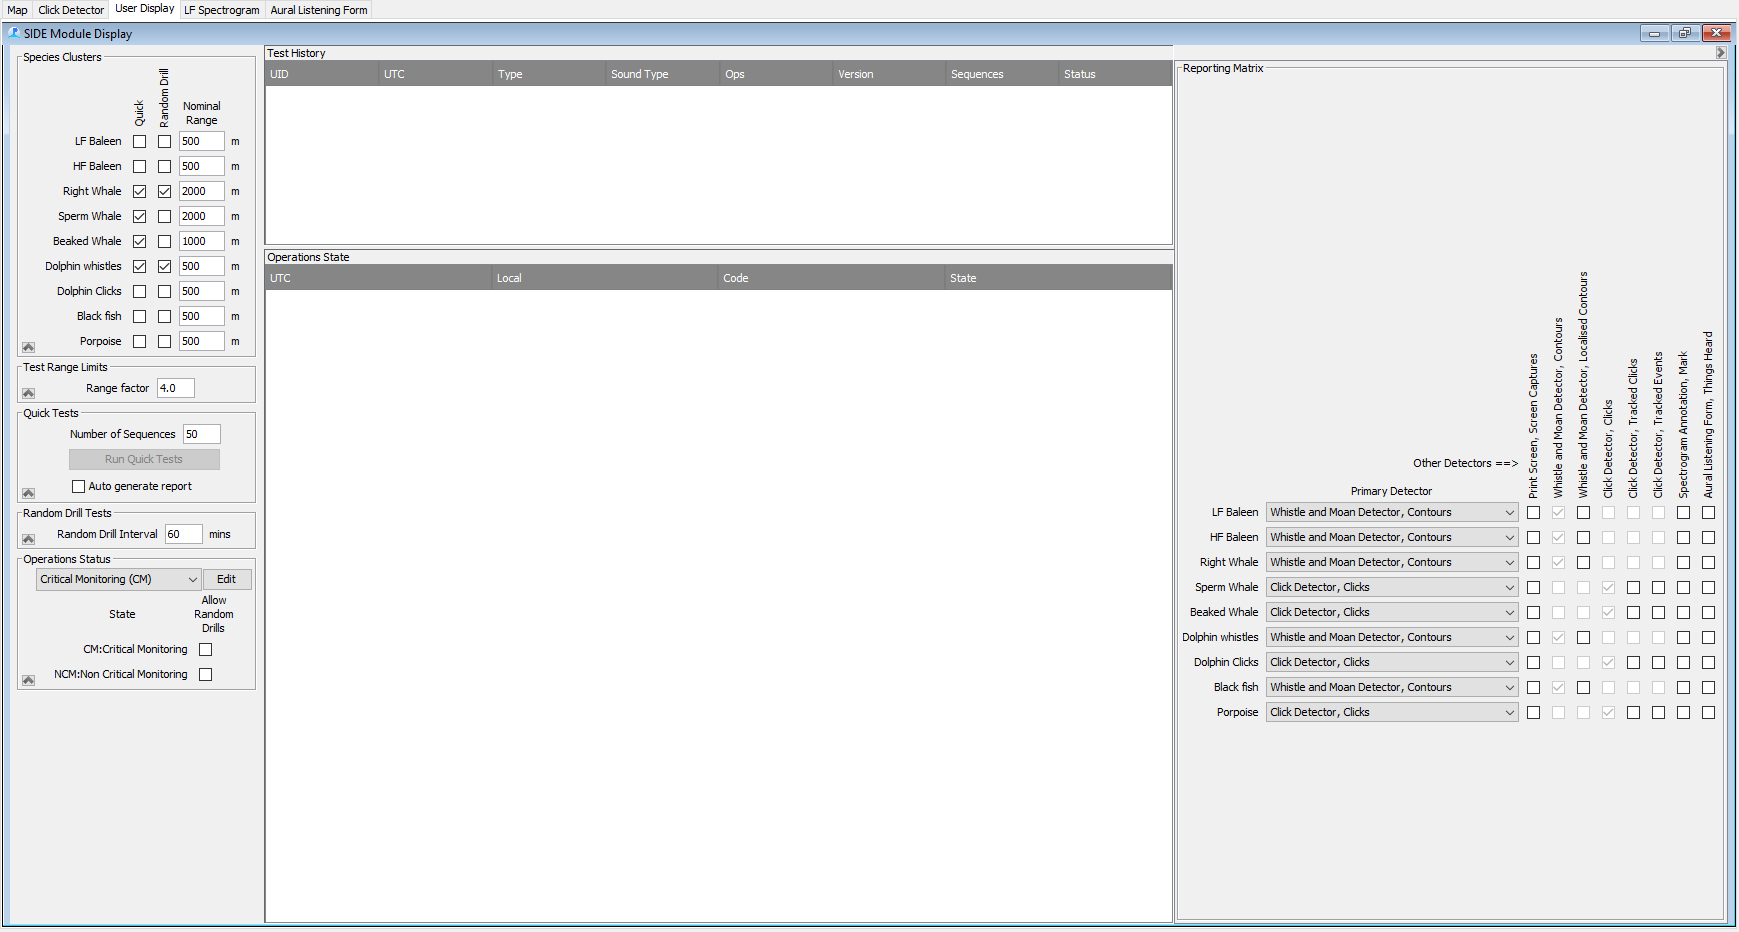 Map Click Detector User Display LF Spectrogram Aural Listening Form
SIDE Module Display
Species Clusters
Quick
Random Drill
Nominal
Range
LF Baleen 500 m
HF Baleen 500 m
Right Whale 2000 m
Sperm Whale 2000 m
Beaked Whale 1000 m
Dolphin whistles 500 m
Dolphin Clicks 500 m
Black fish 500 m
Porpoise 500 m
Test Range Limits
Range factor 4.0
Quick Tests
Number of Sequences 50
Run Quick Tests
Auto generate report
Random Drill Tests
Random Drill Interval 60 mins
Operations Status
Critical Monitoring (CM) Edit
State
Allow
Random
Drills
CM:Critical Monitoring
NCM:Non Critical Monitoring
Test History
UID UTC Type Sound Type Ops Version Sequences Status
Operations State
UTC Local Code State
Reporting Matrix
Other Detectors ==>
Print Screen, Screen Captures
Whistle and Moan Detector, Contours
Whistle and Moan Detector, Localised Contours
Click Detector, Clicks
Click Detector, Tracked Clicks
Click Detector, Tracked Events
Spectrogram Annotation, Mark
Aural Listening Form, Things Heard
Primary Detector
LF Baleen Whistle and Moan Detector, Contours
HF Baleen Whistle and Moan Detector, Contours
Right Whale Whistle and Moan Detector, Contours
Sperm Whale Click Detector, Clicks
Beaked Whale Click Detector, Clicks
Dolphin whistles Whistle and Moan Detector, Contours
Dolphin Clicks Click Detector, Clicks
Black fish Whistle and Moan Detector, Contours
Porpoise Click Detector, Clicks